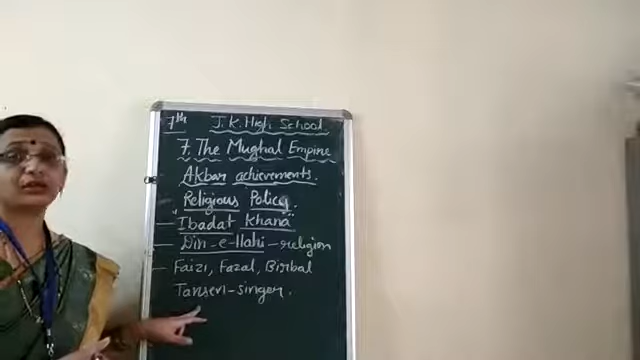 7th J.K. High School
7. The Mughal Empire
Akbar achievements.
Religious Policy.
"Ibadat Khana"
— Din-e-Ilahi - religion
— Faizi, Fazal, Birbal
Tansen-singer.